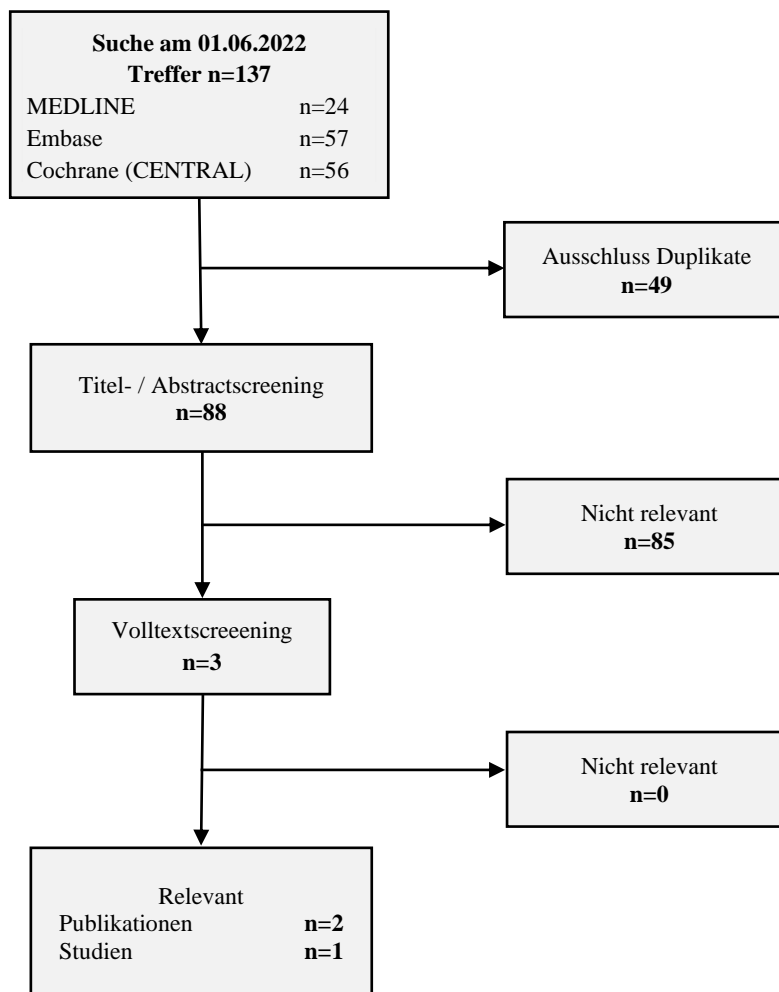 Suche am 01.06.2022
Treffer n=137
MEDLINE n=24
Embase n=57
Cochrane (CENTRAL) n=56
Ausschluss Duplikate
n=49
Titel- / Abstractscreening
n=88
Nicht relevant
n=85
Volltextscreeening
n=3
Nicht relevant
n=0
Relevant
Publikationen n=2
Studien n=1